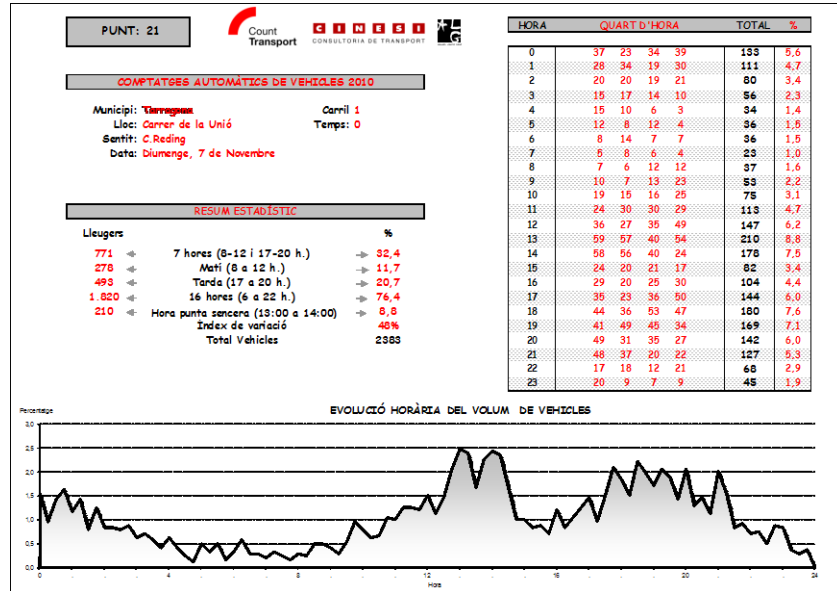 PUNT: 21
Count
Transport
CINESI
CONSULTORIA DE TRANSPORT
COMPTATGES AUTOMÀTICS DE VEHICLES 2010
Municipi: Carril 1
Lloc: Carrer de la Unió Temps: 0
Sentit: C.Reding
Data: Diumenge, 7 de Novembre
RESUM ESTADÍSTIC
Lleugers %
771 7 hores (8-12 i 17-20 h.) 32,4
278 Matí (8 a 12 h.) 11,7
493 Tarda (17 a 20 h.) 20,7
1.820 16 hores (6 a 22 h.) 76,4
210 Hora punta sencera (13:00 a 14:00) 8,8
Índex de variació 48%
Total Vehicles 2383
HORA QUART D'HORA TOTAL %
0 37 23 34 39 133 5,6
1 28 34 19 30 111 4,7
2 20 20 19 21 80 3,4
3 15 17 14 10 56 2,3
4 15 10 6 3 34 1,4
5 12 8 12 4 36 1,5
6 8 14 7 7 36 1,5
7 5 8 6 4 23 1,0
8 7 6 12 12 37 1,6
9 10 7 13 23 53 2,2
10 19 15 16 25 75 3,1
11 24 30 30 29 113 4,7
12 36 27 35 49 147 6,2
13 59 57 40 54 210 8,8
14 58 56 40 24 178 7,5
15 24 20 21 17 82 3,4
16 29 20 25 30 104 4,4
17 35 23 36 50 144 6,0
18 44 36 53 47 180 7,6
19 41 49 45 34 169 7,1
20 49 31 35 27 142 6,0
21 48 37 20 22 127 5,3
22 17 18 12 21 68 2,9
23 20 9 7 9 45 1,9
EVOLUCIÓ HORÀRIA DEL VOLUM DE VEHICLES
Percentatge
3,0
2,5
2,0
1,5
1,0
0,5
0,0
0 4 8 12 16 20 24
Hora